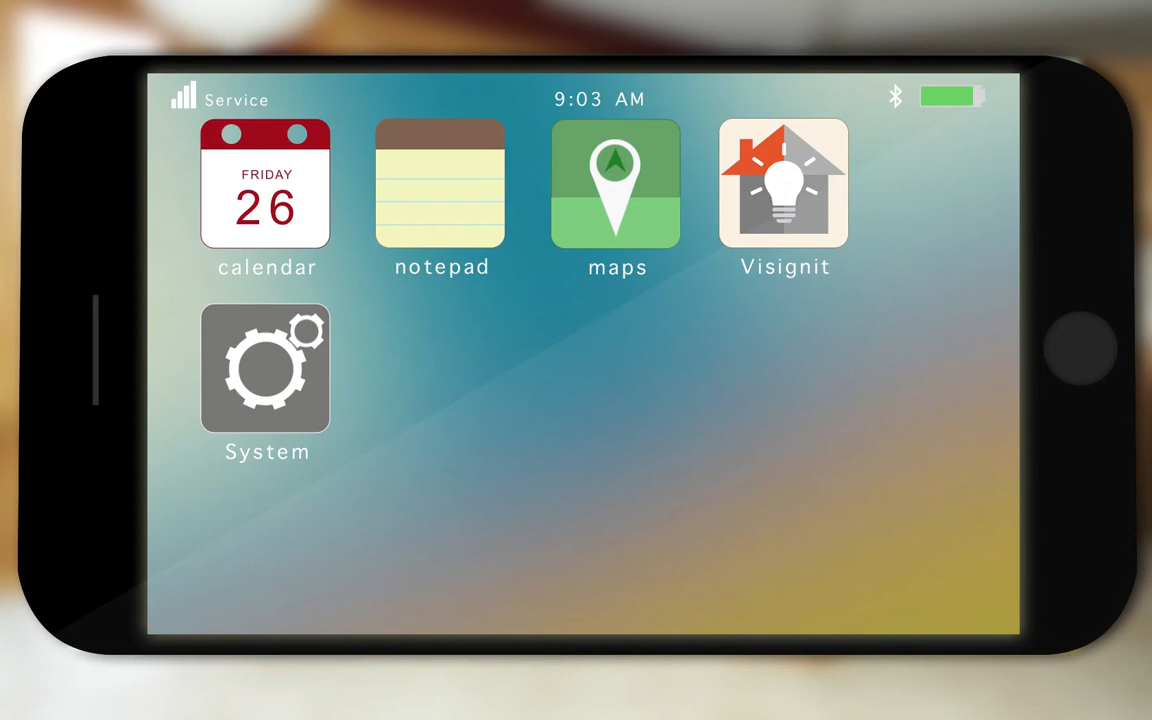 Service
9:03 AM
FRIDAY
26
calendar
notepad
maps
Visignit
System